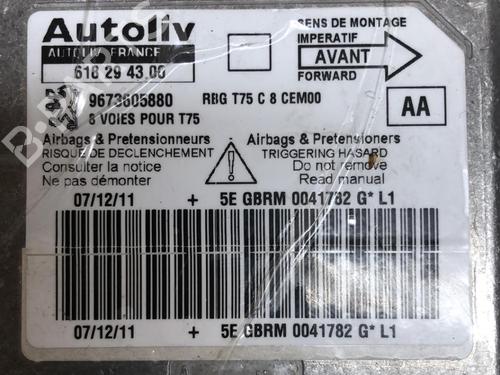 Autoliv
AUTOLIV FRANCE
618 29 43 00
SENS DE MONTAGE
IMPERATIF
AVANT
FORWARD
9673605880 RBG T75 C 8 CEM00
8 VOIES POUR T75
AA
Airbags & Pretensionneurs
RISQUE DE DECLENCHEMENT
Consulter la notice
Ne pas démonter
Airbags & Pretensioners
TRIGGERING HASARD
Do not remove
Read manual
07/12/11 + 5E GBRM 0041782 G* L1
07/12/11 + 5E GBRM 0041782 G* L1